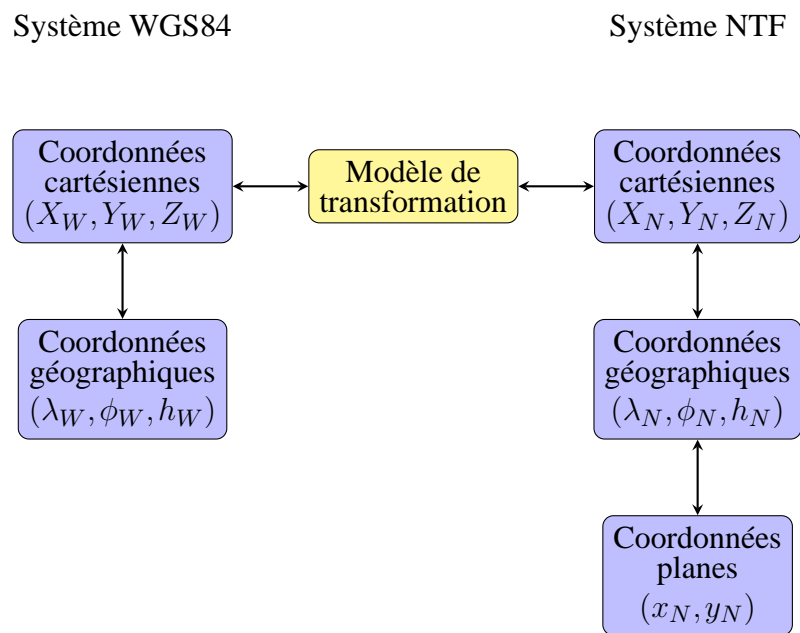 Système WGS84
Système NTF
Coordonnées
cartésiennes
(X_W, Y_W, Z_W)
Modèle de
transformation
Coordonnées
cartésiennes
(X_N, Y_N, Z_N)
Coordonnées
géographiques
(λ_W, ϕ_W, h_W)
Coordonnées
géographiques
(λ_N, ϕ_N, h_N)
Coordonnées
planes
(x_N, y_N)